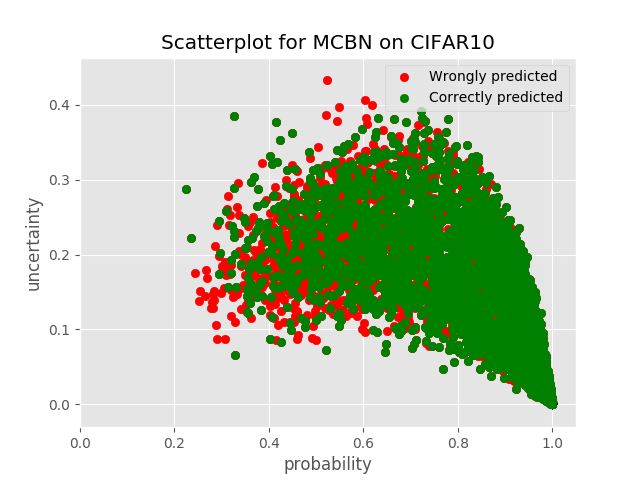 Scatterplot for MCBN on CIFAR10
Wrongly predicted
Correctly predicted
0.4
0.3
0.2
0.1
0.0
uncertainty
0.0 0.2 0.4 0.6 0.8 1.0
probability